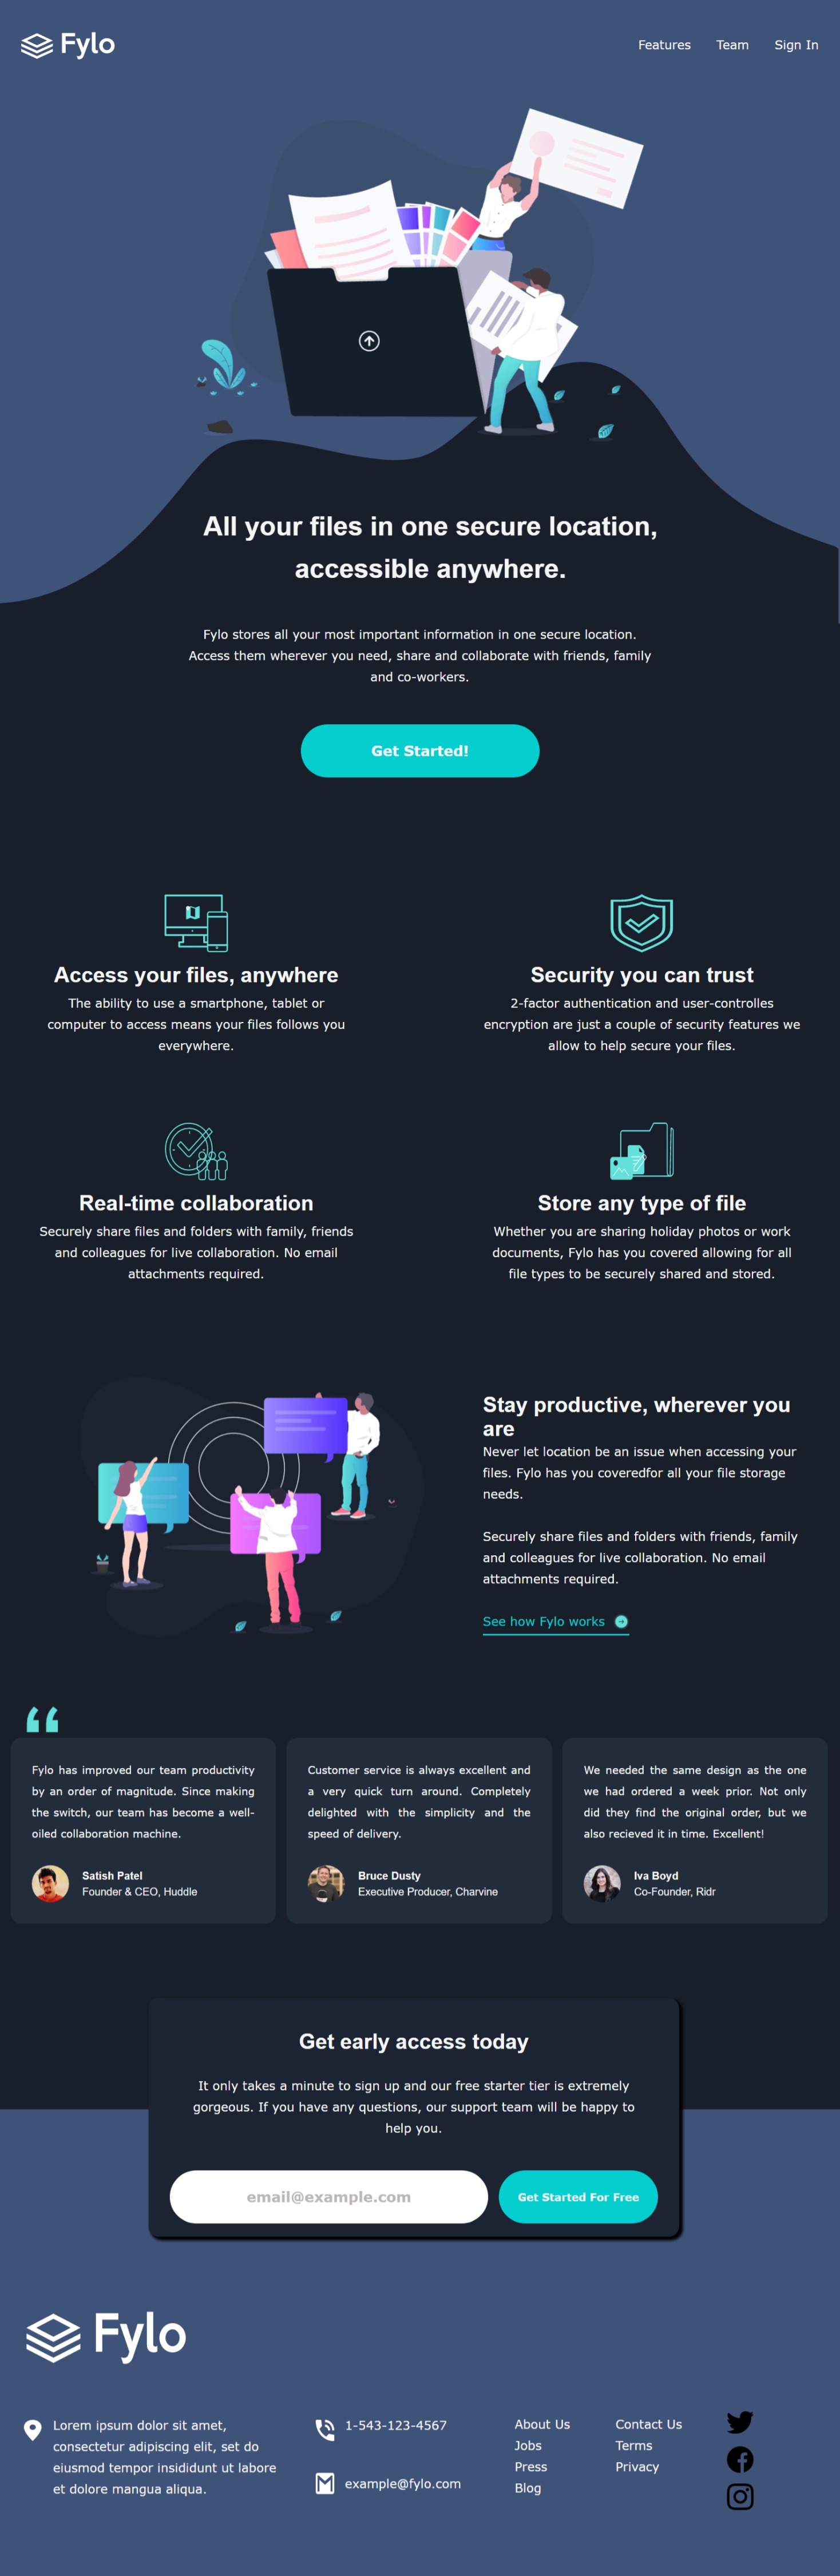 Fylo
Features Team Sign In
All your files in one secure location,
accessible anywhere.
Fylo stores all your most important information in one secure location.
Access them wherever you need, share and collaborate with friends, family
and co-workers.
Get Started!
Access your files, anywhere
The ability to use a smartphone, tablet or
computer to access means your files follows you
everywhere.
Security you can trust
2-factor authentication and user-controlles
encryption are just a couple of security features we
allow to help secure your files.
Real-time collaboration
Securely share files and folders with family, friends
and colleagues for live collaboration. No email
attachments required.
Store any type of file
Whether you are sharing holiday photos or work
documents, Fylo has you covered allowing for all
file types to be securely shared and stored.
Stay productive, wherever you
are
Never let location be an issue when accessing your
files. Fylo has you coveredfor all your file storage
needs.
Securely share files and folders with friends, family
and colleagues for live collaboration. No email
attachments required.
See how Fylo works
“
Fylo has improved our team productivity
by an order of magnitude. Since making
the switch, our team has become a well-
oiled collaboration machine.
Satish Patel
Founder & CEO, Huddle
Customer service is always excellent and
a very quick turn around. Completely
delighted with the simplicity and the
speed of delivery.
Bruce Dusty
Executive Producer, Charvine
We needed the same design as the one
we had ordered a week prior. Not only
did they find the original order, but we
also recieved it in time. Excellent!
Iva Boyd
Co-Founder, Ridr
Get early access today
It only takes a minute to sign up and our free starter tier is extremely
gorgeous. If you have any questions, our support team will be happy to
help you.
email@example.com
Get Started For Free
Fylo
Lorem ipsum dolor sit amet,
consectetur adipiscing elit, set do
eiusmod tempor insididunt ut labore
et dolore mangua aliqua.
1-543-123-4567
example@fylo.com
About Us
Jobs
Press
Blog
Contact Us
Terms
Privacy